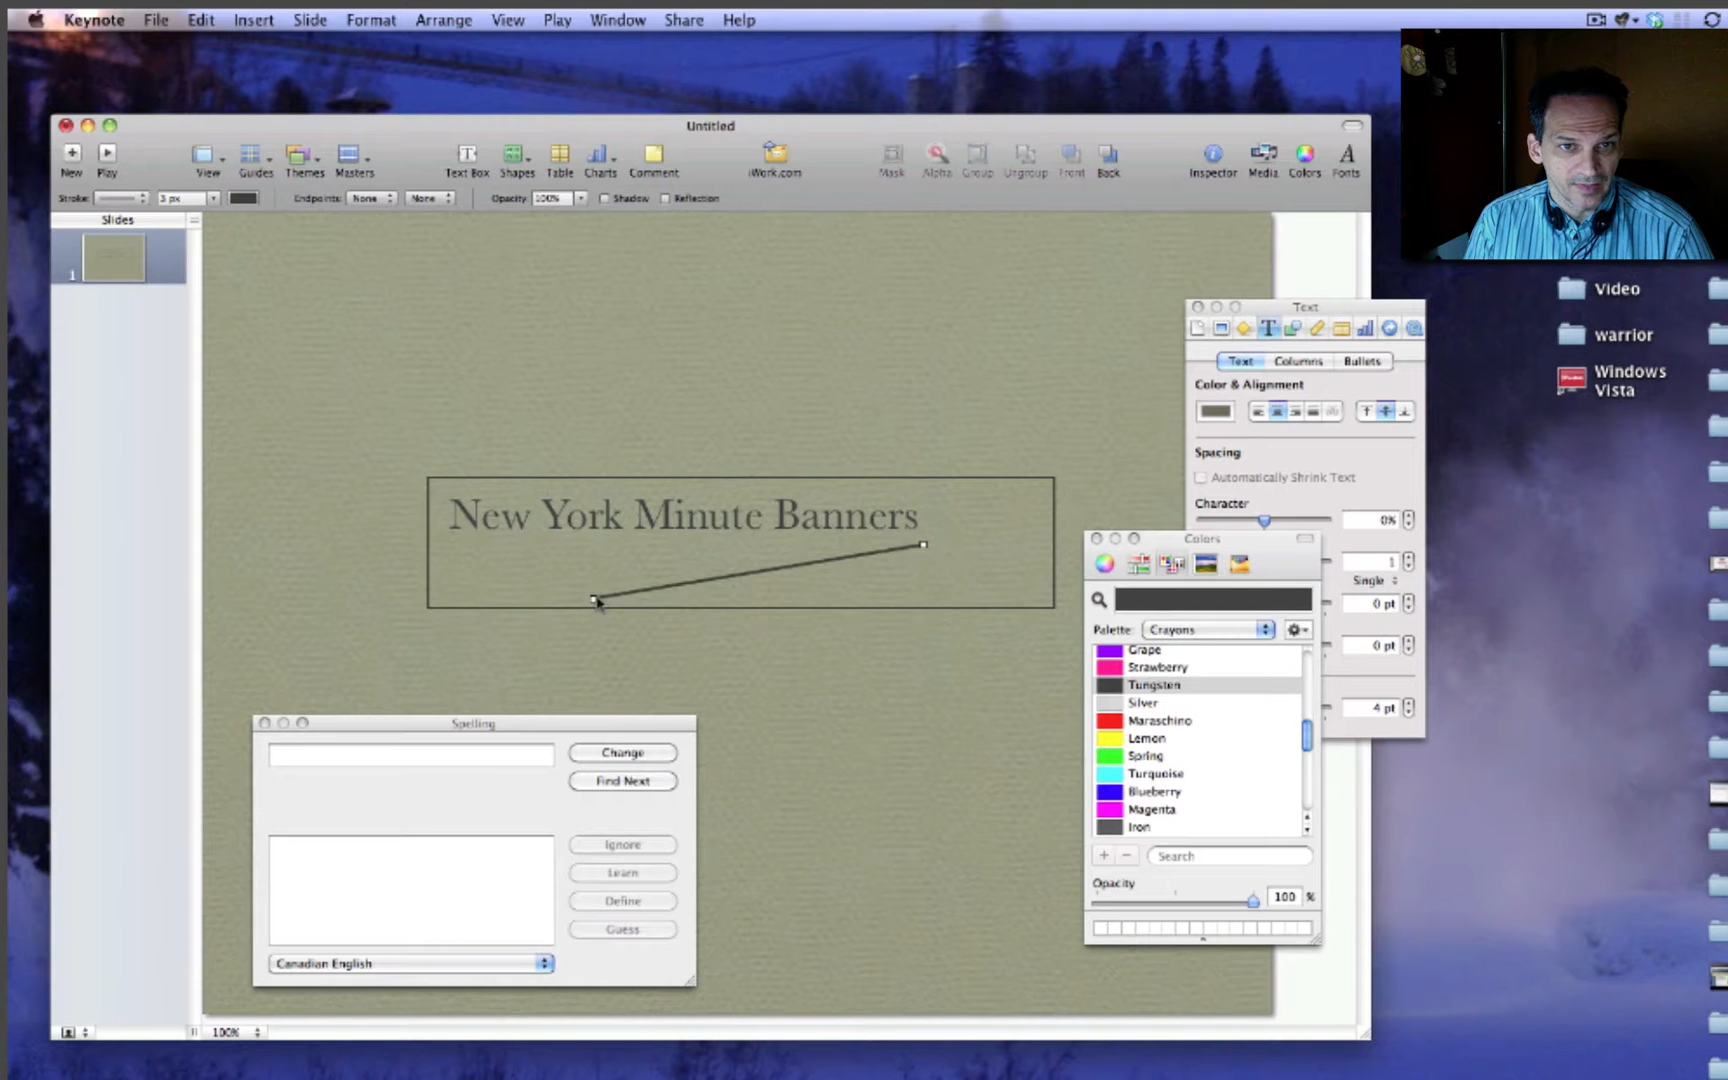 Keynote File Edit Insert Slide Format Arrange View Play Window Share Help
Untitled
New Play View Guides Themes Masters Text Box Shapes Table Charts Comment iWork.com Mask Alpha Group Ungroup Front Back Inspector Media Colors Fonts
Stroke: 3 px Endpoints: None None Opacity: 100% Shadow Reflection
Slides
1
Video
warrior
Windows Vista
Text
Text Columns Bullets
Color & Alignment
Spacing
Automatically Shrink Text
Character
0%
1
Single
0 pt
0 pt
4 pt
New York Minute Banners
Colors
Palette: Crayons
Grape
Strawberry
Tungsten
Silver
Maraschino
Lemon
Spring
Turquoise
Blueberry
Magenta
Iron
Search
Opacity
100 %
Spelling
Change
Find Next
Ignore
Learn
Define
Guess
Canadian English
100%